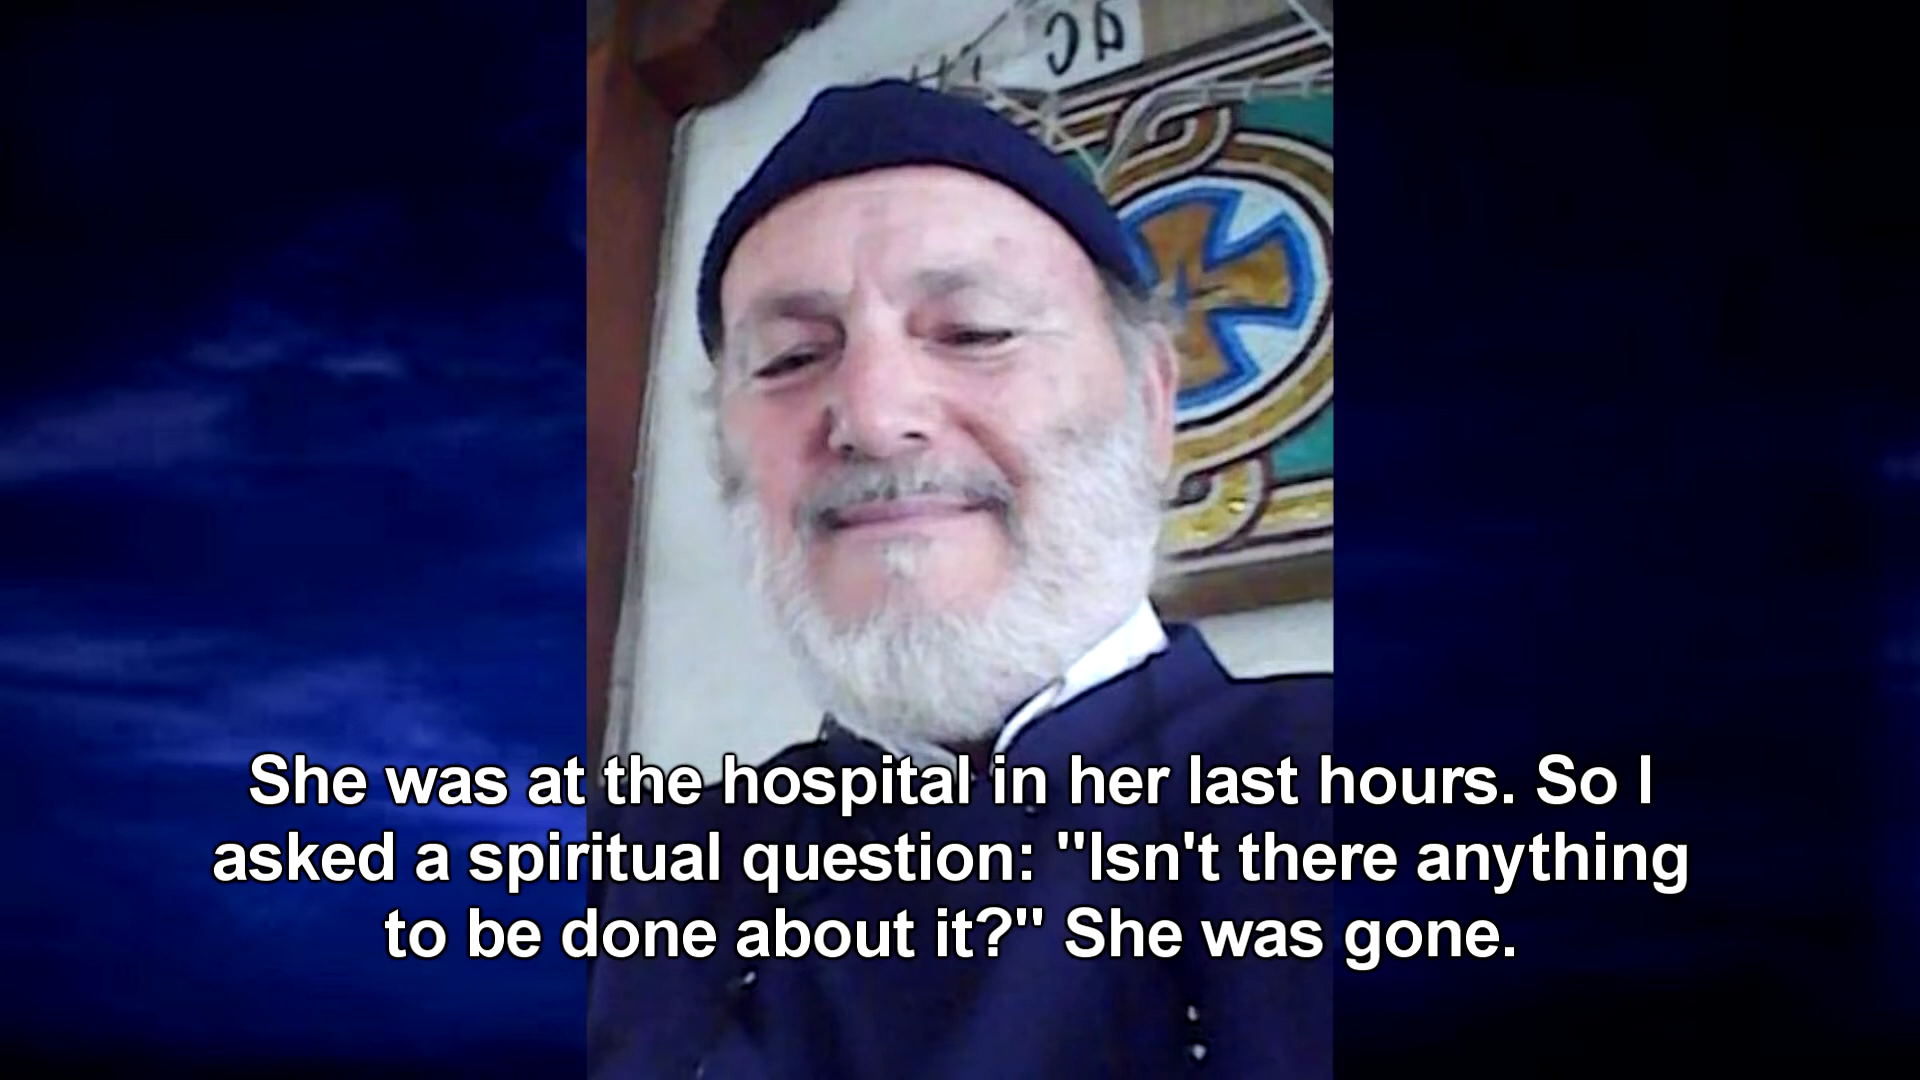 She was at the hospital in her last hours. So I
asked a spiritual question: "Isn't there anything
to be done about it?" She was gone.